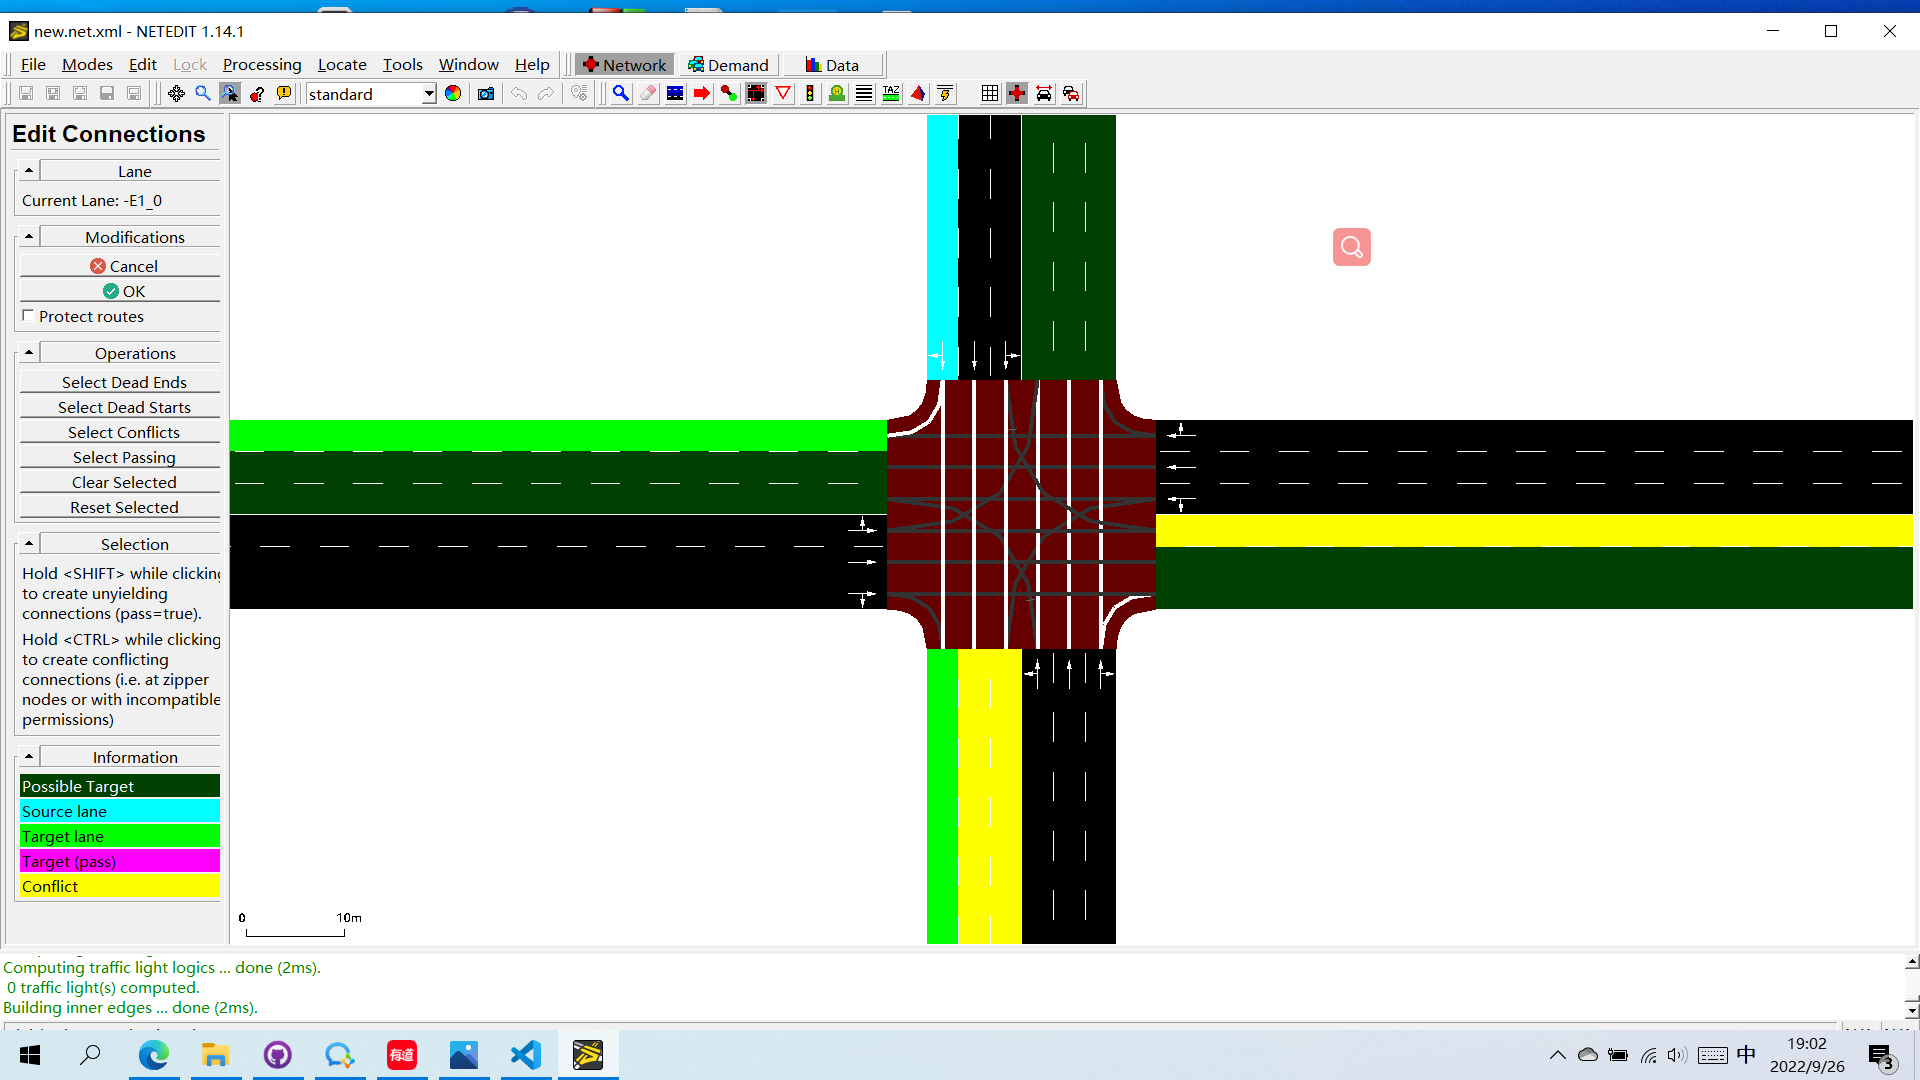 new.net.xml - NETEDIT 1.14.1
File Modes Edit Lock Processing Locate Tools Window Help Network Demand Data
standard TAZ
Edit Connections
Lane
Current Lane: -E1_0
Modifications
Cancel
OK
Protect routes
Operations
Select Dead Ends
Select Dead Starts
Select Conflicts
Select Passing
Clear Selected
Reset Selected
Selection
Hold <SHIFT> while clicking
to create unyielding
connections (pass=true).
Hold <CTRL> while clicking
to create conflicting
connections (i.e. at zipper
nodes or with incompatible
permissions)
Information
Possible Target
Source lane
Target lane
Target (pass)
Conflict
0 10m
Computing traffic light logics ... done (2ms).
0 traffic light(s) computed.
Building inner edges ... done (2ms).
有道
中
19:02
2022/9/26
3